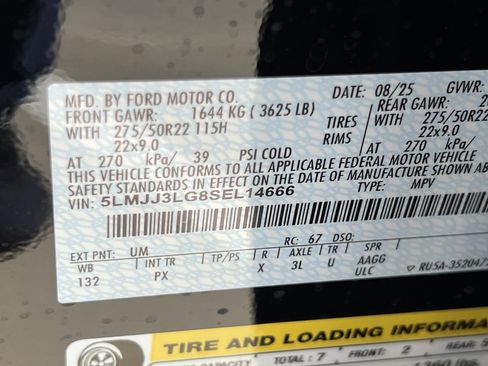 MFD. BY FORD MOTOR CO.
DATE: 08/25 GVWR:
FRONT GAWR: 1644 KG ( 3625 LB) REAR GAWR:
WITH 275/50R22 115H TIRES 275/50R22
22x9.0 RIMS 22x9.0
AT 270 kPa/ 39 PSI COLD AT 270 kPa/
THIS VEHICLE CONFORMS TO ALL APPLICABLE FEDERAL MOTOR VEHICLE
SAFETY STANDARDS IN EFFECT ON THE DATE OF MANUFACTURE SHOWN
VIN: 5LMJJ3LG8SEL14666 TYPE: MPV
EXT PNT: UM RC: 67 DSO:
WB INT TR TP/PS R AXLE TR SPR
132 PX X 3L U AAGG
ULC
TIRE AND LOADING INFORMATION
TOTAL : 7 FRONT: 2 REAR: 5